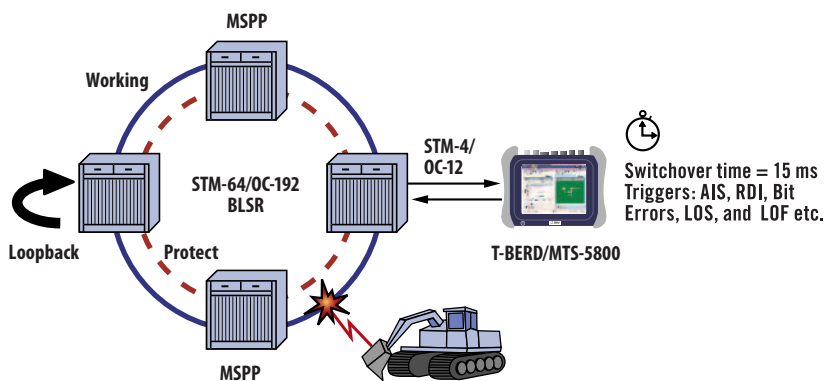 MSPP
Working
STM-4/
OC-12
STM-64/OC-192
BLSR
Switchover time = 15 ms
Triggers: AIS, RDI, Bit
Errors, LOS, and LOF etc.
Loopback
Protect
T-BERD/MTS-5800
MSPP